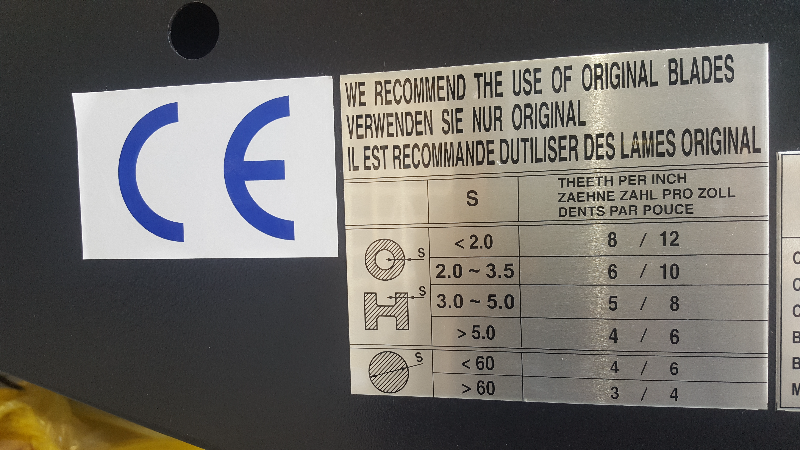 CE
WE RECOMMEND THE USE OF ORIGINAL BLADES
VERWENDEN SIE NUR ORIGINAL
IL EST RECOMMANDE DUTILISER DES LAMES ORIGINAL
S
THEETH PER INCH
ZAEHNE ZAHL PRO ZOLL
DENTS PAR POUCE
S
< 2.0 8 / 12
2.0 ~ 3.5 6 / 10
S
3.0 ~ 5.0 5 / 8
> 5.0 4 / 6
S
< 60 4 / 6
> 60 3 / 4
C
C
C
B
B
M